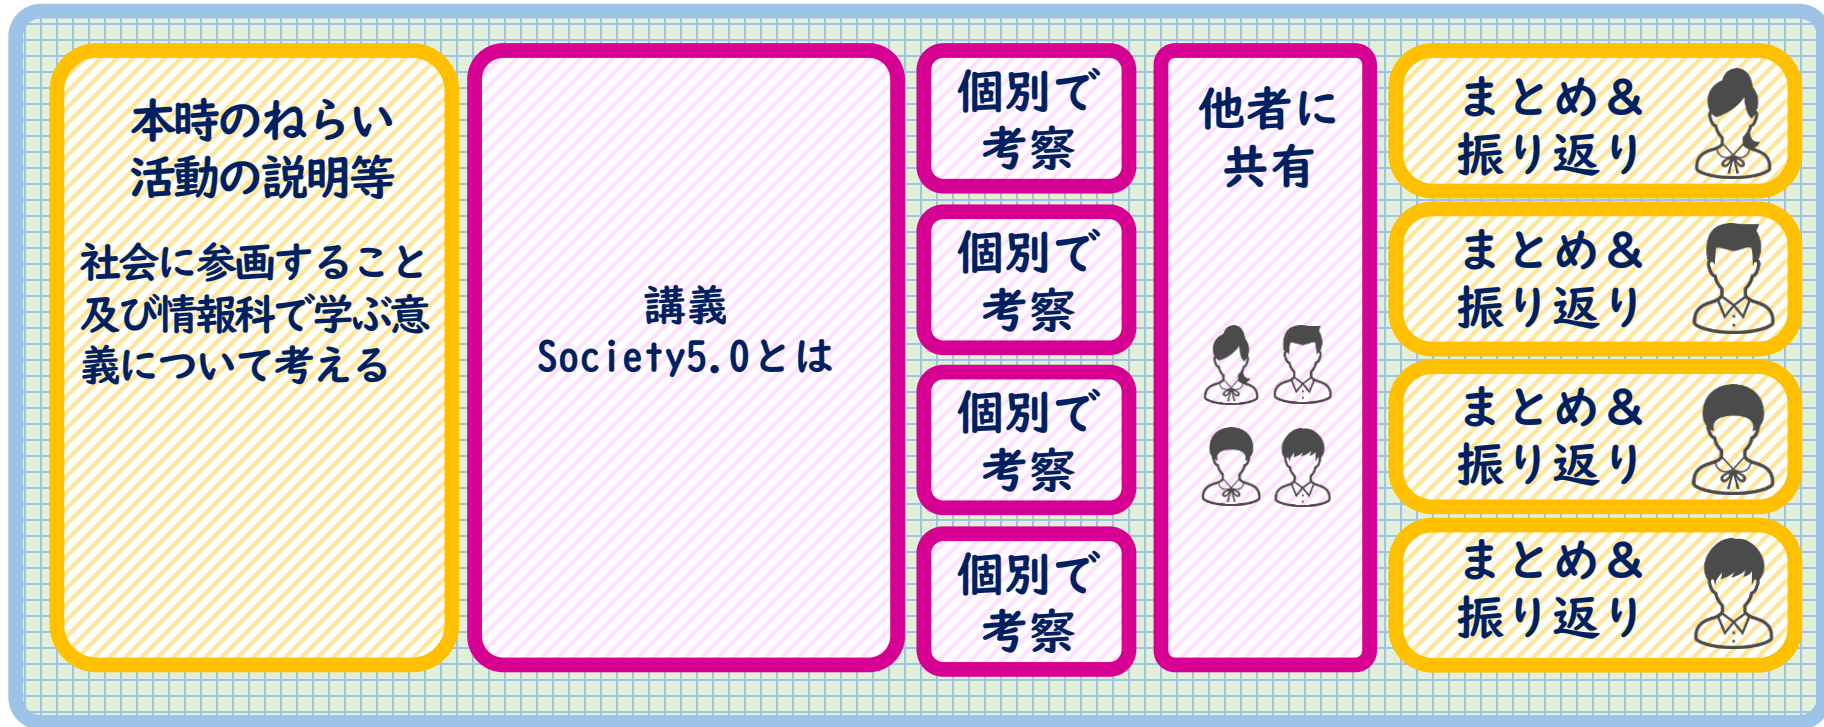 本時のねらい
活動の説明等
社会に参画すること
及び情報科で学ぶ意
義について考える
講義
Society5.0とは
個別で
考察
個別で
考察
個別で
考察
個別で
考察
他者に
共有
まとめ&
振り返り
まとめ&
振り返り
まとめ&
振り返り
まとめ&
振り返り